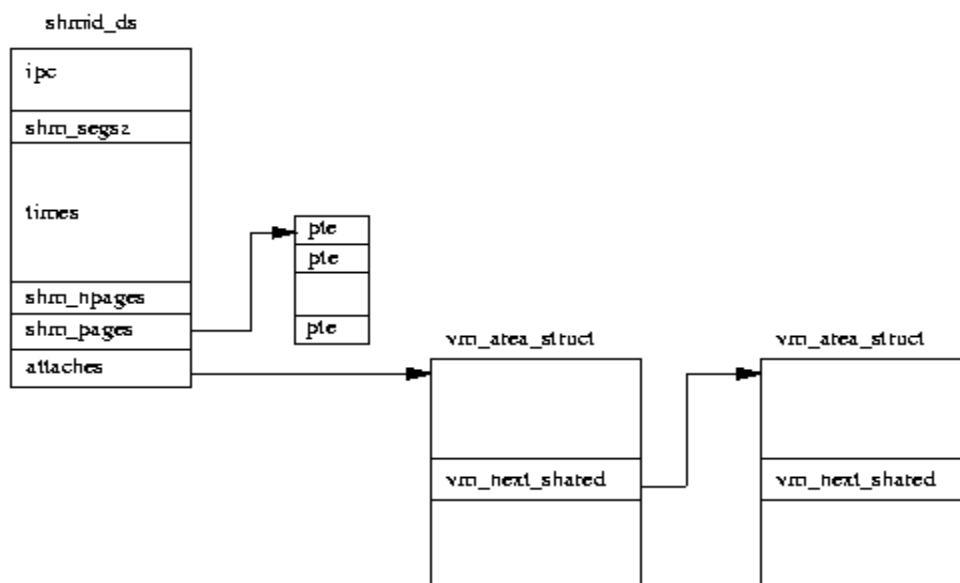 shmid_ds
ipc
shm_segsz
times
pte
pte
shm_npages
shm_pages
pte
attaches
vm_area_struct
vm_area_struct
vm_next_shared
vm_next_shared